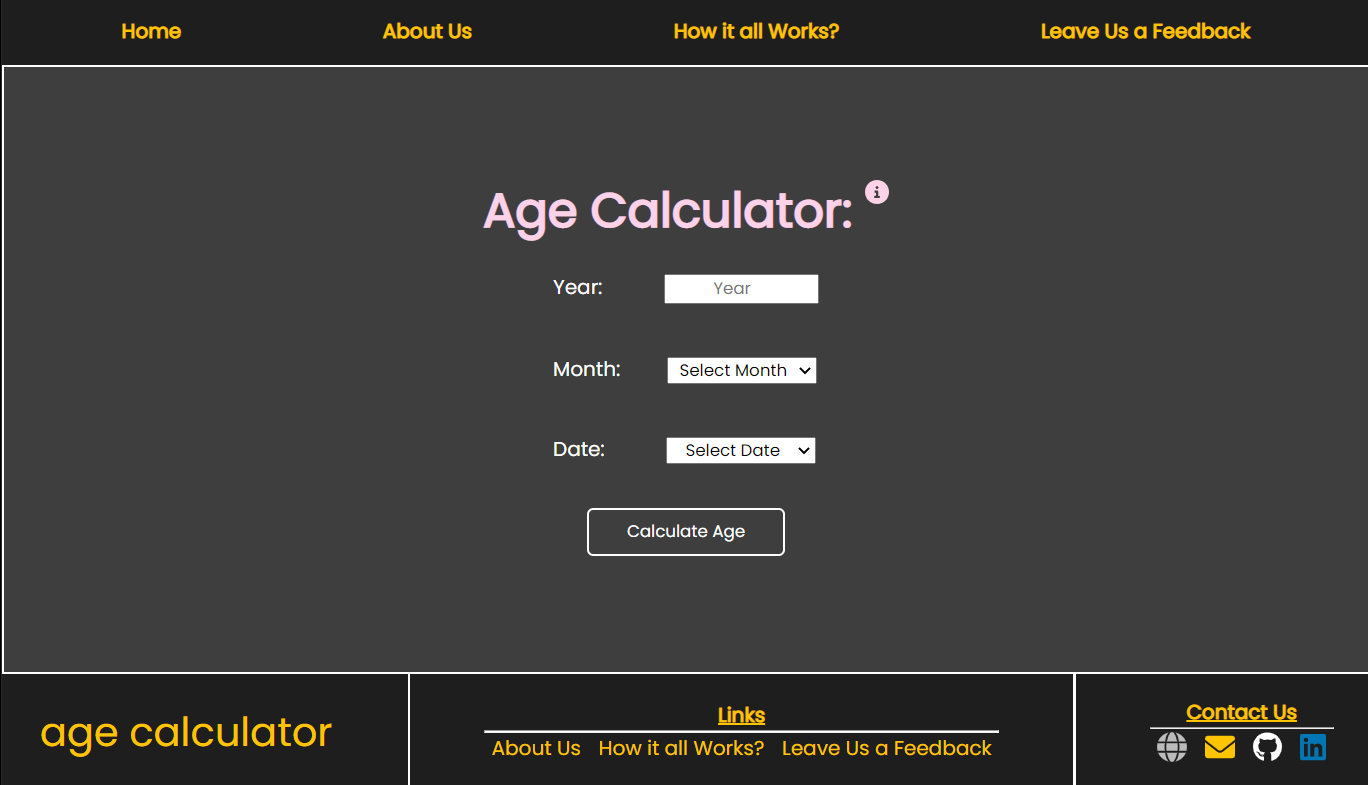 Home About Us How it all Works? Leave Us a Feedback
Age Calculator:
Year: Year
Month: Select Month
Date: Select Date
Calculate Age
age calculator
Links
About Us How it all Works? Leave Us a Feedback
Contact Us
in